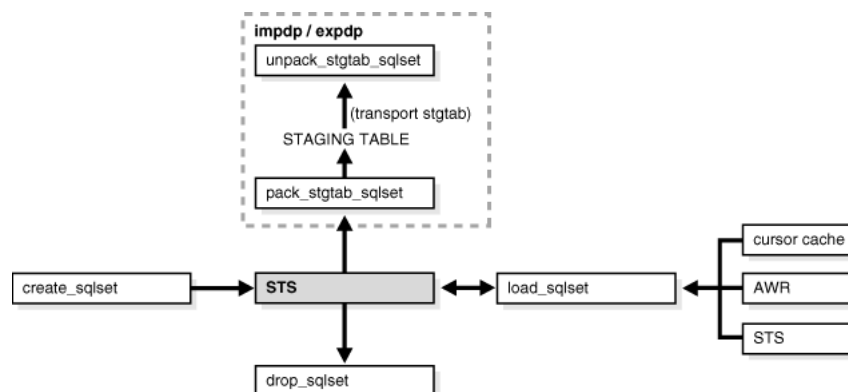 impdp / expdp
unpack_stgtab_sqlset
(transport stgtab)
STAGING TABLE
pack_stgtab_sqlset
cursor cache
create_sqlset
STS
load_sqlset
AWR
STS
drop_sqlset